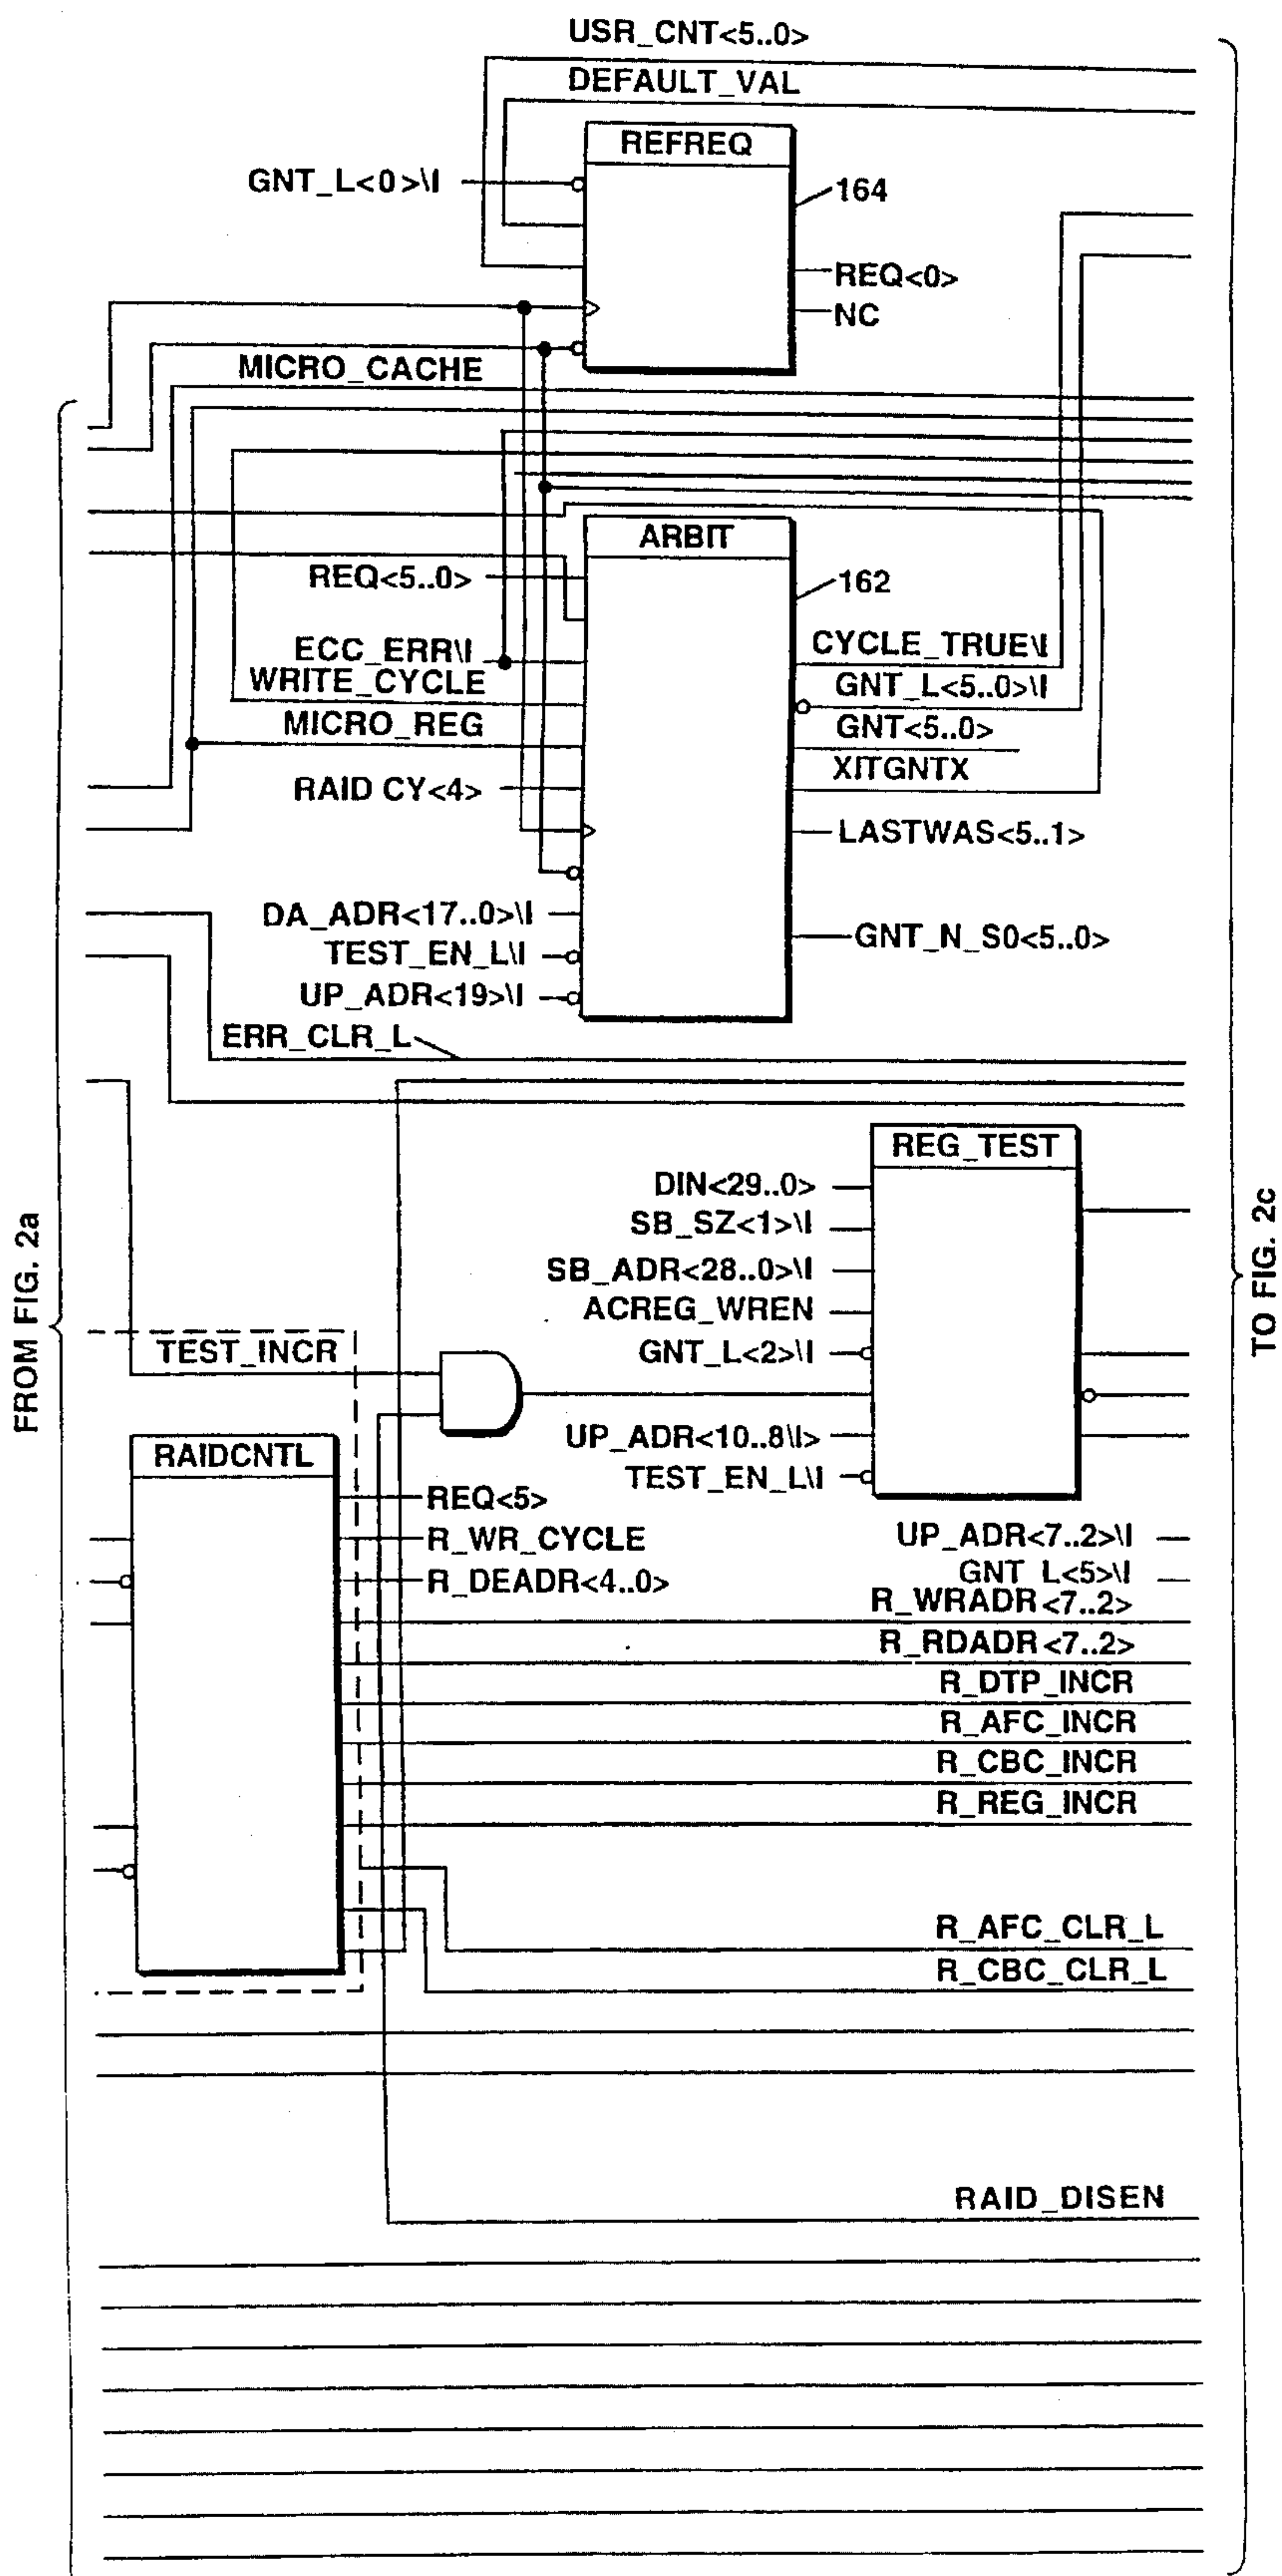 USR_CNT<5..0>
DEFAULT_VAL
REFREQ
GNT_L<0>\I
164
REQ<0>
NC
MICRO_CACHE
ARBIT
REQ<5..0>
162
ECC_ERR\I
CYCLE_TRUE\I
WRITE_CYCLE
GNT_L<5..0>\I
MICRO_REG
GNT<5..0>
XITGNTX
RAID CY<4>
LASTWAS<5..1>
DA_ADR<17..0>\I
GNT_N_S0<5..0>
TEST_EN_L\I
UP_ADR<19>\I
ERR_CLR_L
REG_TEST
DIN<29..0>
SB_SZ<1>\I
SB_ADR<28..0>\I
ACREG_WREN
GNT_L<2>\I
FROM FIG. 2a
TO FIG. 2c
TEST_INCR
UP_ADR<10..8\I>
TEST_EN_L\I
RAIDCNTL
REQ<5>
R_WR_CYCLE
R_DEADR<4..0>
UP_ADR<7..2>\I
GNT_L<5>\I
R_WRADR<7..2>
R_RDADR<7..2>
R_DTP_INCR
R_AFC_INCR
R_CBC_INCR
R_REG_INCR
R_AFC_CLR_L
R_CBC_CLR_L
RAID_DISEN